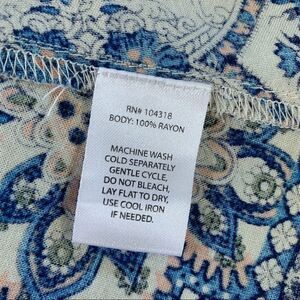 RN# 104318
BODY: 100% RAYON
MACHINE WASH
COLD SEPARATELY
GENTLE CYCLE,
DO NOT BLEACH,
LAY FLAT TO DRY,
USE COOL IRON
IF NEEDED.